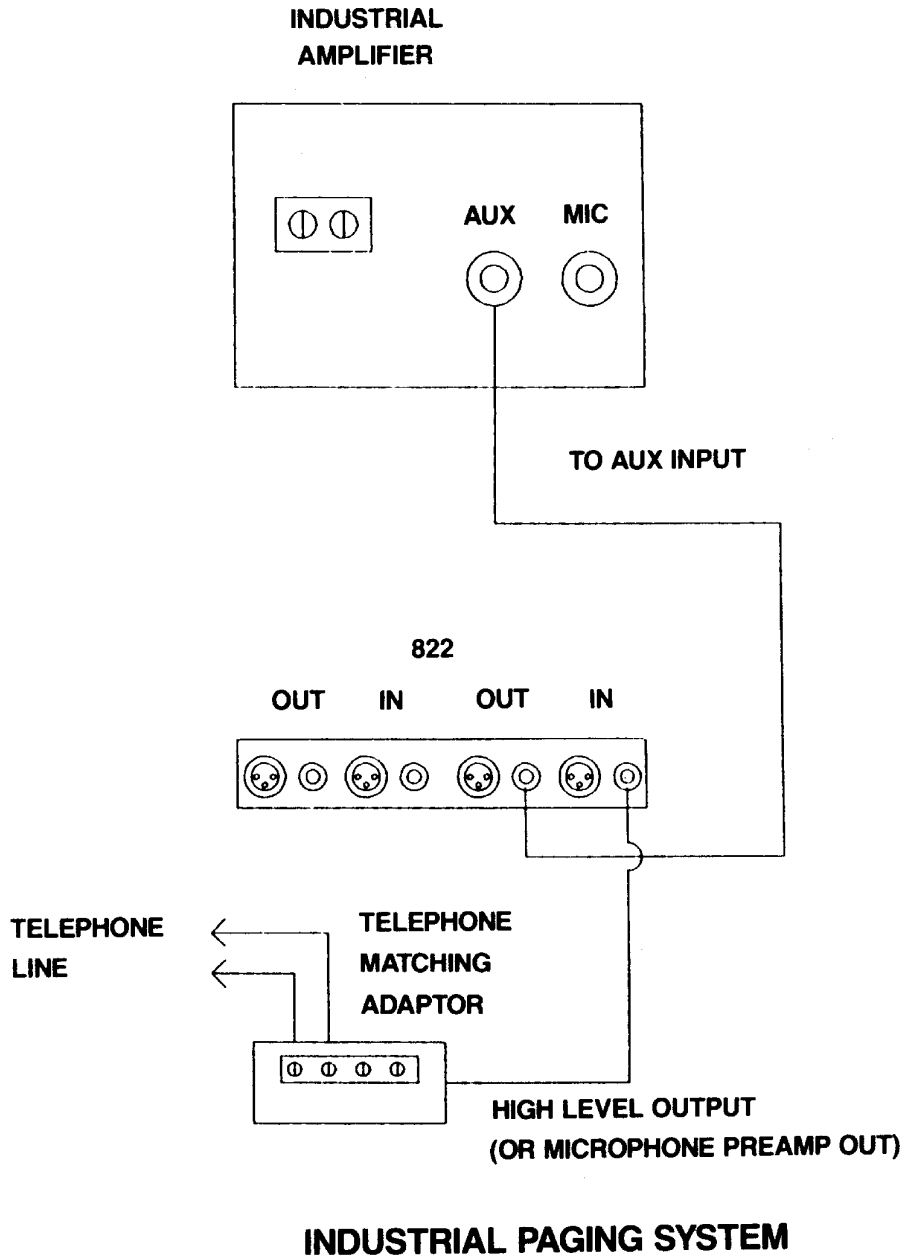 INDUSTRIAL
AMPLIFIER
AUX MIC
TO AUX INPUT
822
OUT IN OUT IN
TELEPHONE
LINE
TELEPHONE
MATCHING
ADAPTOR
HIGH LEVEL OUTPUT
(OR MICROPHONE PREAMP OUT)
INDUSTRIAL PAGING SYSTEM